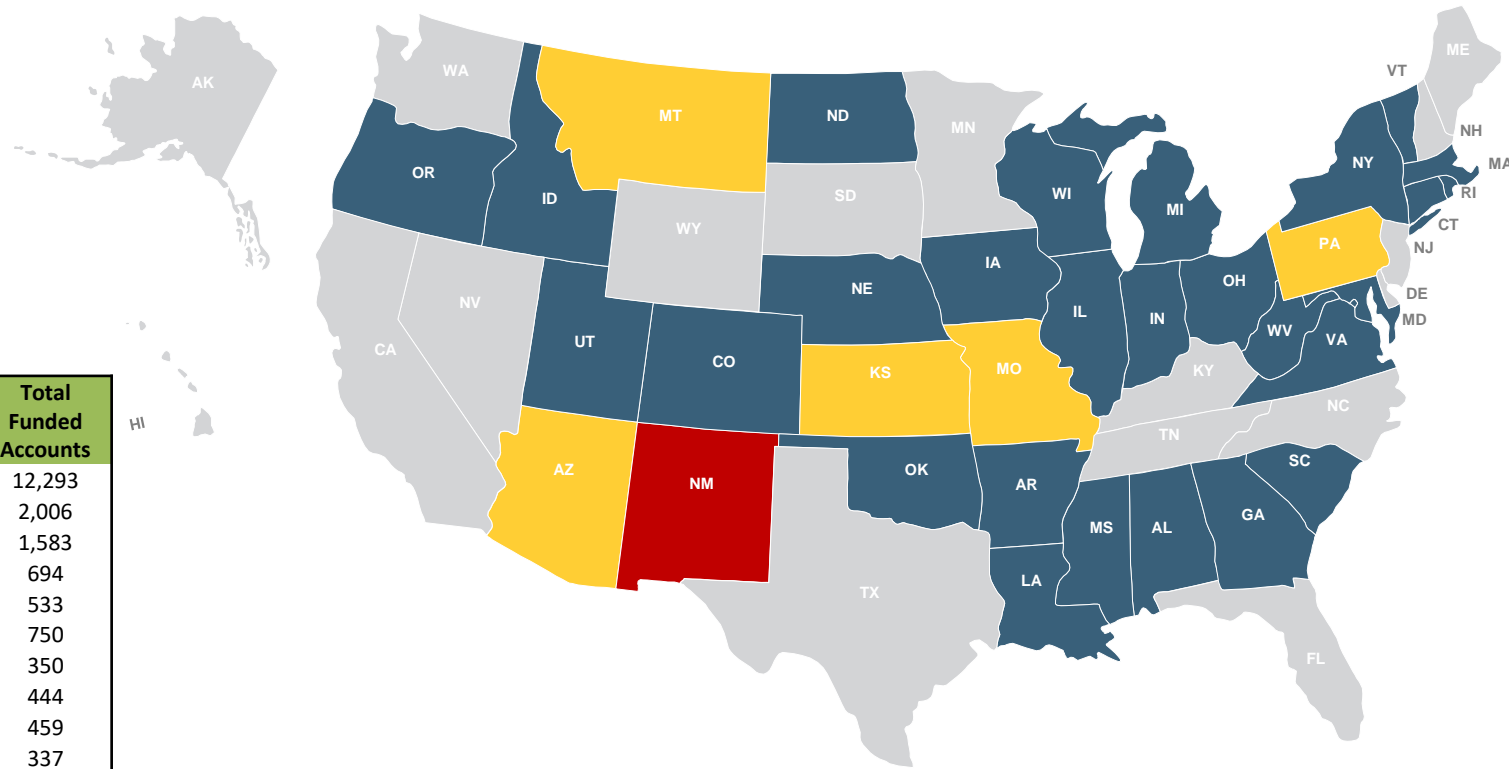 AK
WA
MT
ND
MN
ME
VT
NH
NY
MA
RI
CT
OR
ID
WY
SD
WI
MI
PA
NJ
DE
MD
NV
UT
CO
NE
IA
IL
IN
OH
WV
VA
CA
KS
MO
KY
NC
TN
HI
AZ
NM
OK
AR
SC
MS
AL
GA
LA
TX
FL
Total
Funded
Accounts
12,293
2,006
1,583
694
533
750
350
444
459
337